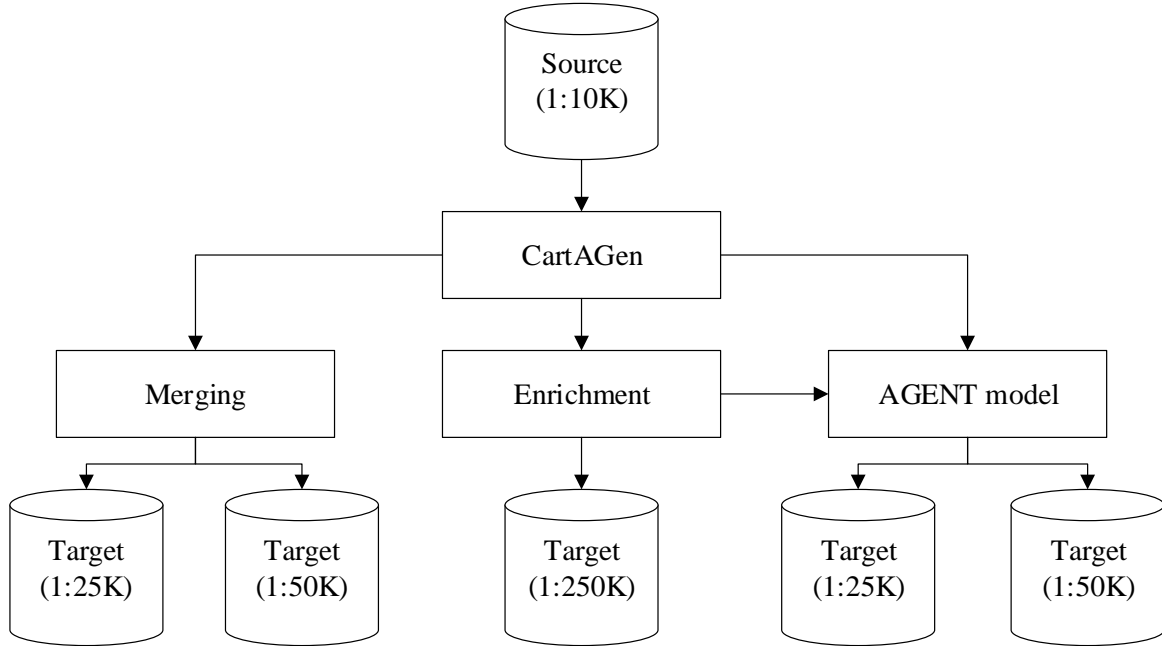 Source
(1:10K)
CartAGen
Merging
Enrichment
AGENT model
Target
(1:25K)
Target
(1:50K)
Target
(1:250K)
Target
(1:25K)
Target
(1:50K)